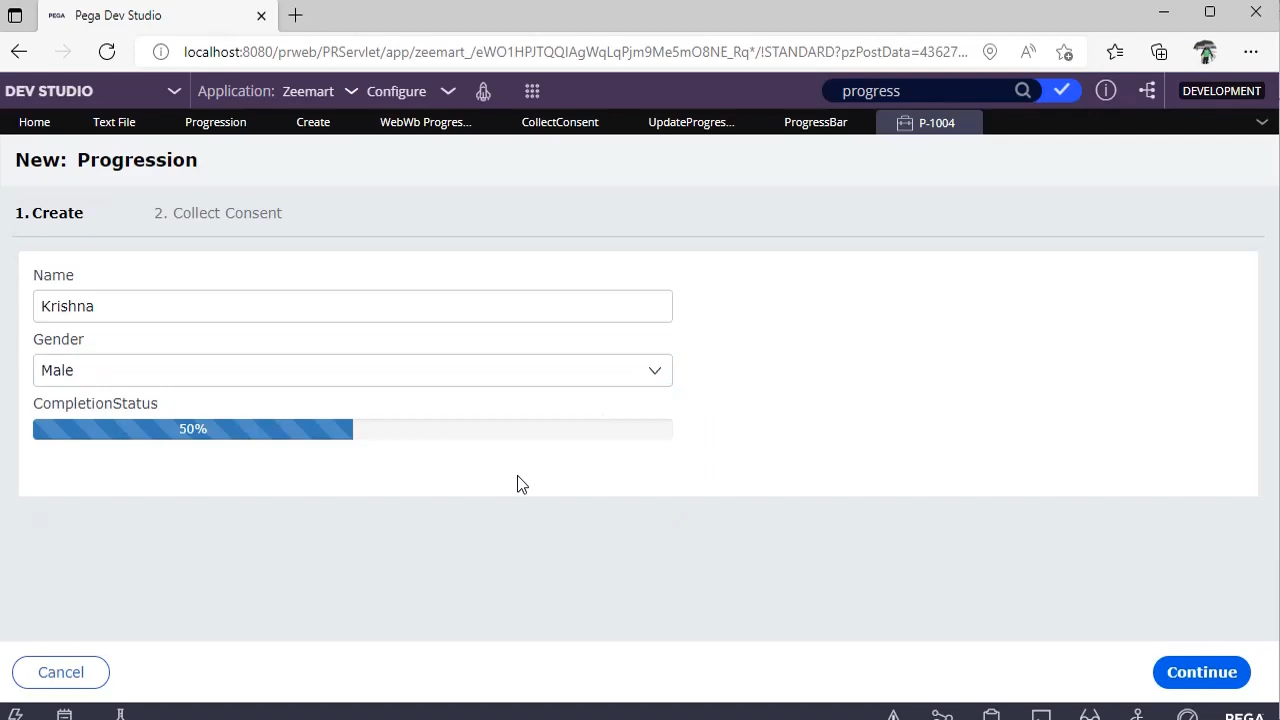 PEGA Pega Dev Studio
localhost:8080/prweb/PRServlet/app/zeemart_/eWO1HPJTQQIAgWqLqPjm9Me5mO8NE_Rq*/!STANDARD?pzPostData=43627...
DEV STUDIO Application: Zeemart Configure progress DEVELOPMENT
Home Text File Progression Create WebWb Progres... CollectConsent UpdateProgres... ProgressBar P-1004
New: Progression
1. Create 2. Collect Consent
Name
Krishna
Gender
Male
CompletionStatus
50%
Cancel Continue
PEGA